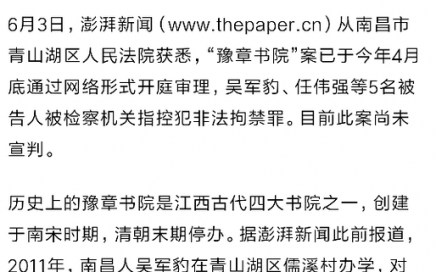 6月3日，澎湃新闻（www.thepaper.cn）从南昌市
青山湖区人民法院获悉，“豫章书院”案已于今年4月
底通过网络形式开庭审理，吴军豹、任伟强等5名被
告人被检察机关指控犯非法拘禁罪。目前此案尚未
宣判。
历史上的豫章书院是江西古代四大书院之一，创建
于南宋时期，清朝末期停办。据澎湃新闻此前报道，
2011年，南昌人吴军豹在青山湖区儒溪村办学，对